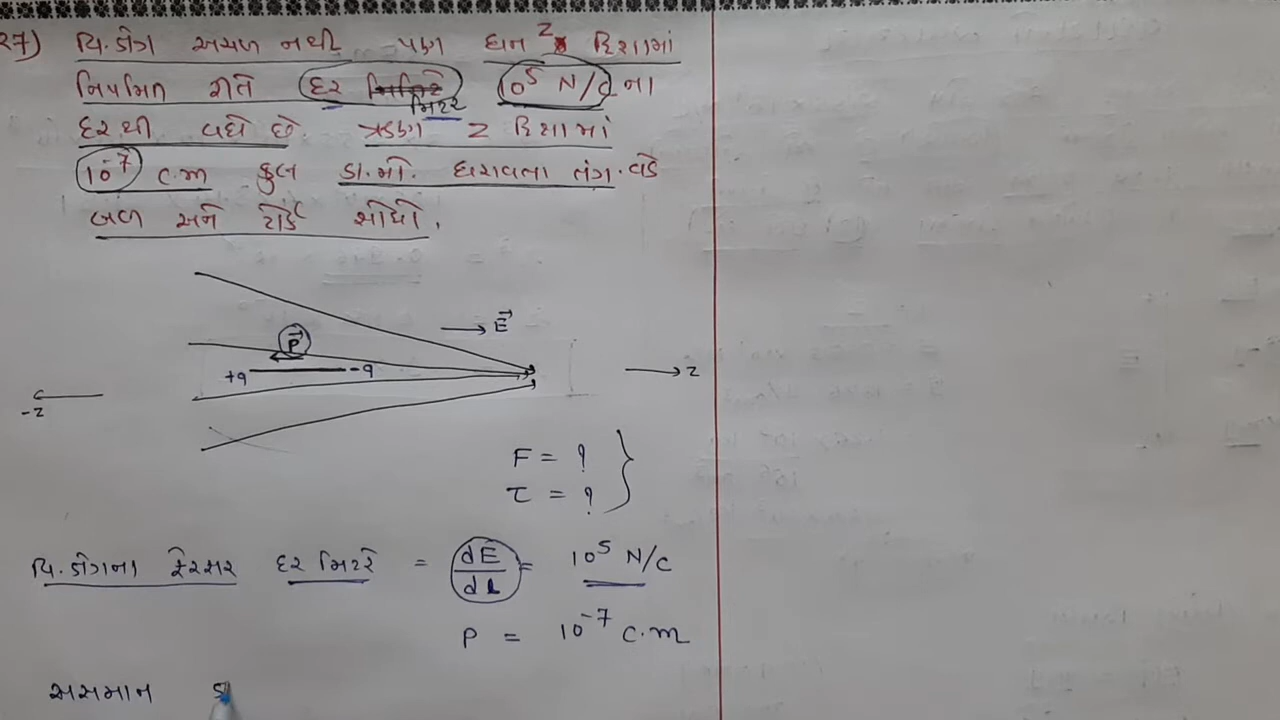 27) વિ.ક્ષેત્ર અચળ નથી પણ ધન z દિશામાં
નિયમિત રીતે દર મિટરે 10⁵ N/C ના
દરથી વધે છે. ઋણ z દિશામાં
10⁻⁷ C.m કુલ ડા.મો. ધરાવતા તંત્ર વડે
બળ અને ટોર્ક શોધો.
E⃗
P⃗
+q -q
z
-z
F = ?
τ = ?
વિ.ક્ષેત્રના ફેરફાર દર મિટરે = dE/dl = 10⁵ N/C
P = 10⁻⁷ C.m
અસમાન